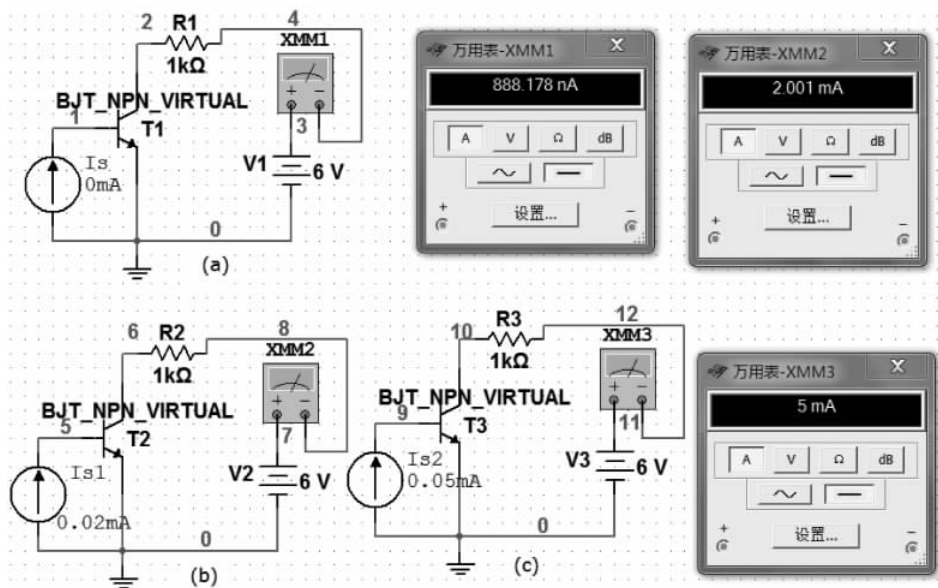 2
R1
4
XMM1
1kΩ
BJT_NPN_VIRTUAL
1
T1
3
Is
0mA
V1
6 V
0
(a)
万用表-XMM1
X
888.178 nA
A V Ω dB
设置...
+
-
万用表-XMM2
X
2.001 mA
A V Ω dB
设置...
+
-
6
R2
8
XMM2
1kΩ
BJT_NPN_VIRTUAL
5
T2
7
Is1
0.02mA
V2
6 V
0
(b)
10
R3
12
XMM3
1kΩ
BJT_NPN_VIRTUAL
9
T3
11
Is2
0.05mA
V3
6 V
0
(c)
万用表-XMM3
X
5 mA
A V Ω dB
设置...
+
-